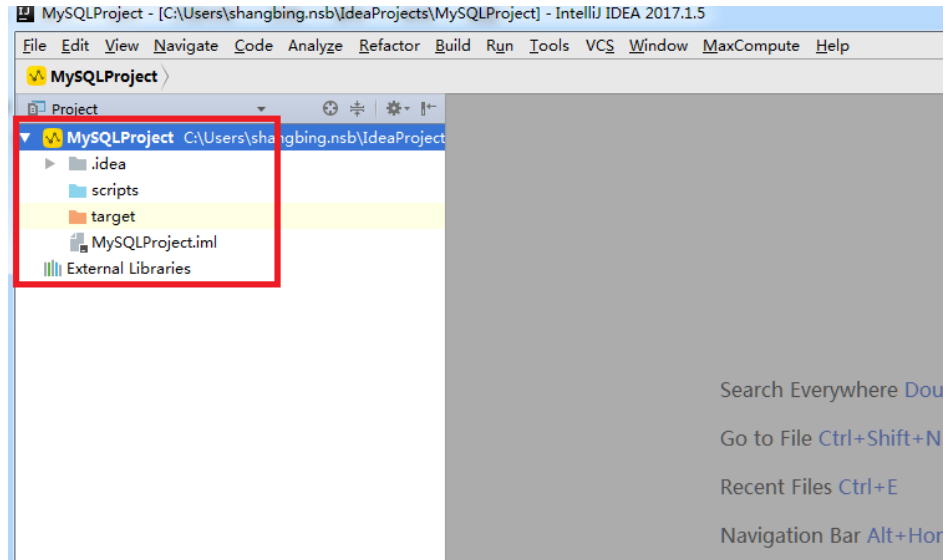 MySQLProject - [C:\Users\shangbing.nsb\IdeaProjects\MySQLProject] - IntelliJ IDEA 2017.1.5
File Edit View Navigate Code Analyze Refactor Build Run Tools VCS Window MaxCompute Help
MySQLProject
Project
MySQLProject C:\Users\shangbing.nsb\IdeaProject
.idea
scripts
target
MySQLProject.iml
External Libraries
Search Everywhere Dou
Go to File Ctrl+Shift+N
Recent Files Ctrl+E
Navigation Bar Alt+Hor